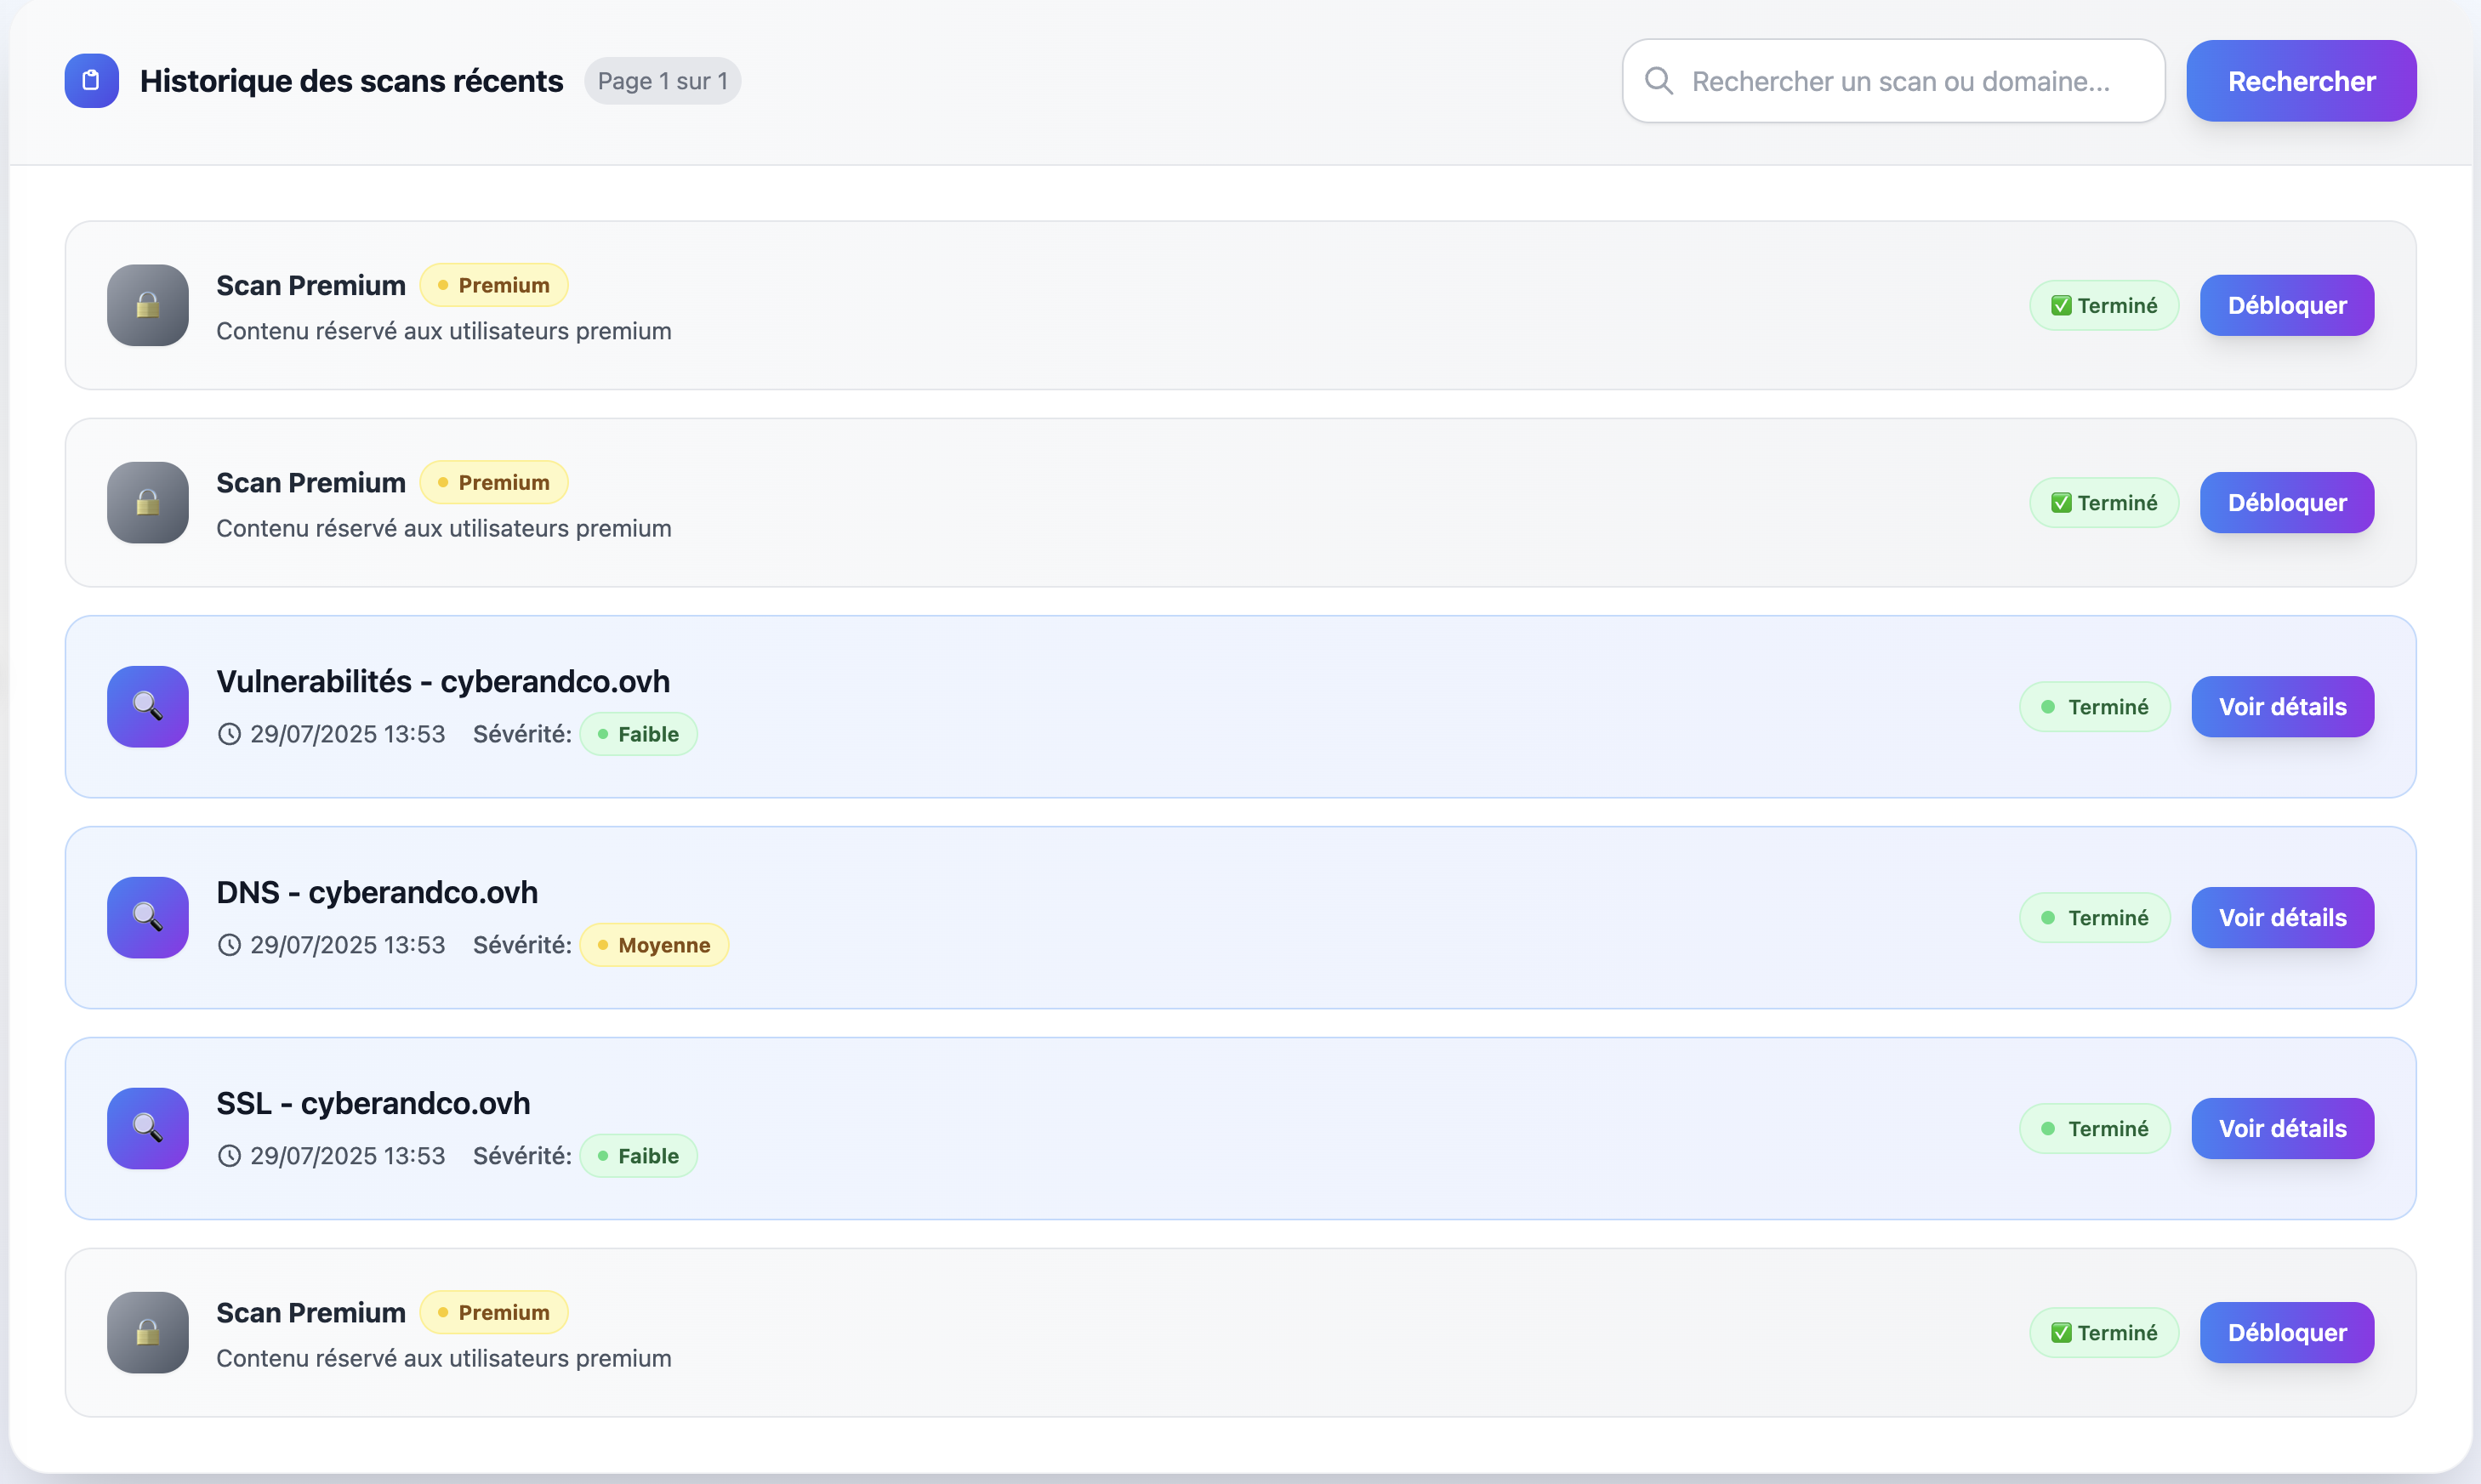 Historique des scans récents Page 1 sur 1 Rechercher un scan ou domaine... Rechercher
Scan Premium Premium
Contenu réservé aux utilisateurs premium
Terminé Débloquer
Scan Premium Premium
Contenu réservé aux utilisateurs premium
Terminé Débloquer
Vulnerabilités - cyberandco.ovh
29/07/2025 13:53 Sévérité: Faible
Terminé Voir détails
DNS - cyberandco.ovh
29/07/2025 13:53 Sévérité: Moyenne
Terminé Voir détails
SSL - cyberandco.ovh
29/07/2025 13:53 Sévérité: Faible
Terminé Voir détails
Scan Premium Premium
Contenu réservé aux utilisateurs premium
Terminé Débloquer